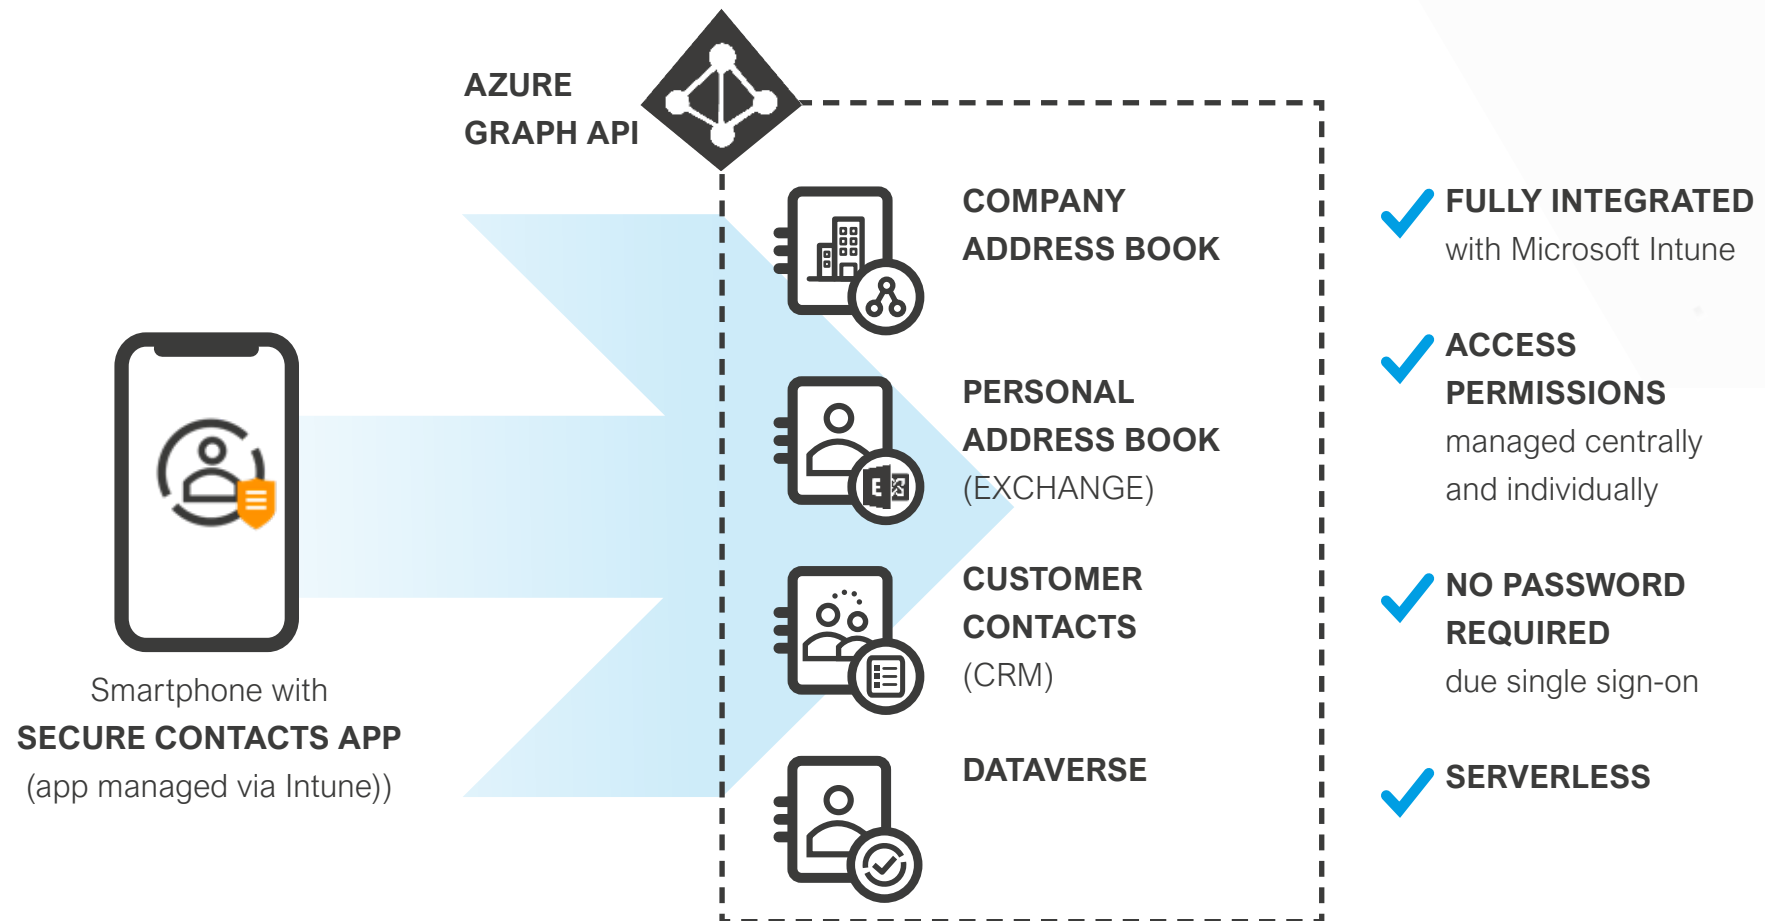 AZURE
GRAPH API
COMPANY
ADDRESS BOOK
PERSONAL
ADDRESS BOOK
(EXCHANGE)
E
CUSTOMER
CONTACTS
(CRM)
DATAVERSE
Smartphone with
SECURE CONTACTS APP
(app managed via Intune))
FULLY INTEGRATED
with Microsoft Intune
ACCESS
PERMISSIONS
managed centrally
and individually
NO PASSWORD
REQUIRED
due single sign-on
SERVERLESS